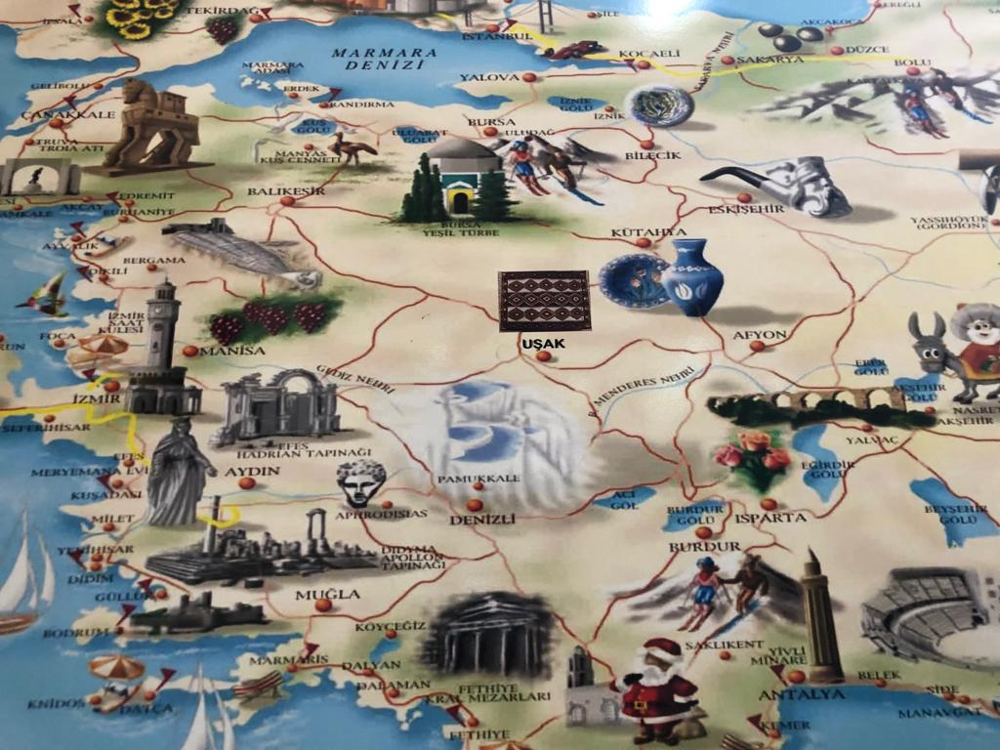 İPSALA
TEKİRDAĞ
İSTANBUL
ŞİLE
AKÇAKOCA
EREĞLİ
KOCAELİ
SAKARYA NEHRİ
SAKARYA
DÜZCE
BOLU
MARMARA
DENİZİ
YALOVA
MARMARA
ADASI
ERDEK
BANDIRMA
GELİBOLU
ÇANAKKALE
TRUVA
TROIA ATI
KUŞ
GÖLÜ
MANYAS
KUŞ CENNETİ
ULUABAT
GÖLÜ
BURSA
ULUDAĞ
İZNİK
GÖLÜ
İZNİK
BİLECİK
KARTALKAYA
BALIKESİR
EDREMİT
AKÇAY
BURHANİYE
BURSA
YEŞİL TÜRBE
ESKİŞEHİR
YASSIHÖYÜK
(GORDION)
KÜTAHYA
AYVALIK
BERGAMA
DİKİLİ
İZMİR
SAAT
KULESİ
FOÇA
MANİSA
UŞAK
AFYON
İZMİR
GEDİZ NEHRİ
B. MENDERES NEHRİ
EBER
GÖLÜ
AKŞEHİR
GÖLÜ
AKŞEHİR
YALVAÇ
SEFERİHİSAR
EFES
HADRİAN TAPINAĞI
EFES
MERYEMANA EVİ
KUŞADASI
AYDIN
PAMUKKALE
DENİZLİ
APHRODISIAS
ACI
GÖL
BURDUR
GÖLÜ
ISPARTA
EĞİRDİR
GÖLÜ
BEYŞEHİR
GÖLÜ
MİLET
YENİHİSAR
DİDİM
DIDYMA
APOLLON
TAPINAĞI
BURDUR
GÜLLÜK
MUĞLA
BODRUM
KÖYCEĞİZ
MARMARİS
DALYAN
DALAMAN
SAKLIKENT
YİVLİ
MİNARE
KNİDOS
DATÇA
FETHİYE
KRAL MEZARLARI
FETHİYE
ANTALYA
BELEK
SİDE
MANAVGAT
KEMER